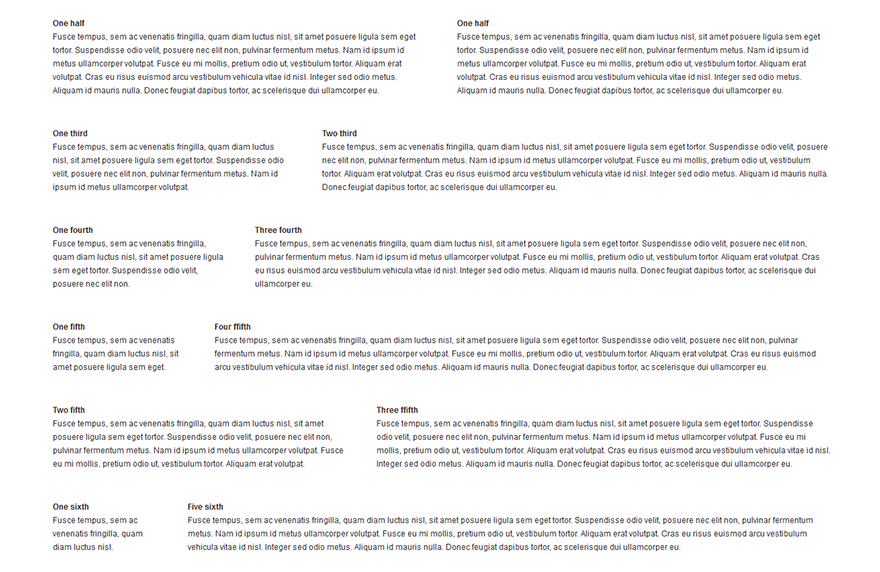 One half
Fusce tempus, sem ac venenatis fringilla, quam diam luctus nisl, sit amet posuere ligula sem eget
tortor. Suspendisse odio velit, posuere nec elit non, pulvinar fermentum metus. Nam id ipsum id
metus ullamcorper volutpat. Fusce eu mi mollis, pretium odio ut, vestibulum tortor. Aliquam erat
volutpat. Cras eu risus euismod arcu vestibulum vehicula vitae id nisl. Integer sed odio metus.
Aliquam id mauris nulla. Donec feugiat dapibus tortor, ac scelerisque dui ullamcorper eu.
One half
Fusce tempus, sem ac venenatis fringilla, quam diam luctus nisl, sit amet posuere ligula sem eget
tortor. Suspendisse odio velit, posuere nec elit non, pulvinar fermentum metus. Nam id ipsum id
metus ullamcorper volutpat. Fusce eu mi mollis, pretium odio ut, vestibulum tortor. Aliquam erat
volutpat. Cras eu risus euismod arcu vestibulum vehicula vitae id nisl. Integer sed odio metus.
Aliquam id mauris nulla. Donec feugiat dapibus tortor, ac scelerisque dui ullamcorper eu.
One third
Fusce tempus, sem ac venenatis fringilla, quam diam luctus
nisl, sit amet posuere ligula sem eget tortor. Suspendisse odio
velit, posuere nec elit non, pulvinar fermentum metus. Nam id
ipsum id metus ullamcorper volutpat.
Two third
Fusce tempus, sem ac venenatis fringilla, quam diam luctus nisl, sit amet posuere ligula sem eget tortor. Suspendisse odio velit, posuere
nec elit non, pulvinar fermentum metus. Nam id ipsum id metus ullamcorper volutpat. Fusce eu mi mollis, pretium odio ut, vestibulum
tortor. Aliquam erat volutpat. Cras eu risus euismod arcu vestibulum vehicula vitae id nisl. Integer sed odio metus. Aliquam id mauris nulla.
Donec feugiat dapibus tortor, ac scelerisque dui ullamcorper eu.
One fourth
Fusce tempus, sem ac venenatis fringilla,
quam diam luctus nisl, sit amet posuere ligula
sem eget tortor. Suspendisse odio velit,
posuere nec elit non.
Three fourth
Fusce tempus, sem ac venenatis fringilla, quam diam luctus nisl, sit amet posuere ligula sem eget tortor. Suspendisse odio velit, posuere nec elit non,
pulvinar fermentum metus. Nam id ipsum id metus ullamcorper volutpat. Fusce eu mi mollis, pretium odio ut, vestibulum tortor. Aliquam erat volutpat. Cras
eu risus euismod arcu vestibulum vehicula vitae id nisl. Integer sed odio metus. Aliquam id mauris nulla. Donec feugiat dapibus tortor, ac scelerisque dui
ullamcorper eu.
One fifth
Fusce tempus, sem ac venenatis
fringilla, quam diam luctus nisl, sit
amet posuere ligula sem eget.
Four ffifth
Fusce tempus, sem ac venenatis fringilla, quam diam luctus nisl, sit amet posuere ligula sem eget tortor. Suspendisse odio velit, posuere nec elit non, pulvinar
fermentum metus. Nam id ipsum id metus ullamcorper volutpat. Fusce eu mi mollis, pretium odio ut, vestibulum tortor. Aliquam erat volutpat. Cras eu risus euismod
arcu vestibulum vehicula vitae id nisl. Integer sed odio metus. Aliquam id mauris nulla. Donec feugiat dapibus tortor, ac scelerisque dui ullamcorper eu.
Two fifth
Fusce tempus, sem ac venenatis fringilla, quam diam luctus nisl, sit amet
posuere ligula sem eget tortor. Suspendisse odio velit, posuere nec elit non,
pulvinar fermentum metus. Nam id ipsum id metus ullamcorper volutpat. Fusce
eu mi mollis, pretium odio ut, vestibulum tortor. Aliquam erat volutpat.
Three ffifth
Fusce tempus, sem ac venenatis fringilla, quam diam luctus nisl, sit amet posuere ligula sem eget tortor. Suspendisse
odio velit, posuere nec elit non, pulvinar fermentum metus. Nam id ipsum id metus ullamcorper volutpat. Fusce eu mi
mollis, pretium odio ut, vestibulum tortor. Aliquam erat volutpat. Cras eu risus euismod arcu vestibulum vehicula vitae id nisl.
Integer sed odio metus. Aliquam id mauris nulla. Donec feugiat dapibus tortor, ac scelerisque dui ullamcorper eu.
One sixth
Fusce tempus, sem ac
venenatis fringilla, quam
diam luctus nisl.
Five sixth
Fusce tempus, sem ac venenatis fringilla, quam diam luctus nisl, sit amet posuere ligula sem eget tortor. Suspendisse odio velit, posuere nec elit non, pulvinar fermentum
metus. Nam id ipsum id metus ullamcorper volutpat. Fusce eu mi mollis, pretium odio ut, vestibulum tortor. Aliquam erat volutpat. Cras eu risus euismod arcu vestibulum
vehicula vitae id nisl. Integer sed odio metus. Aliquam id mauris nulla. Donec feugiat dapibus tortor, ac scelerisque dui ullamcorper eu.